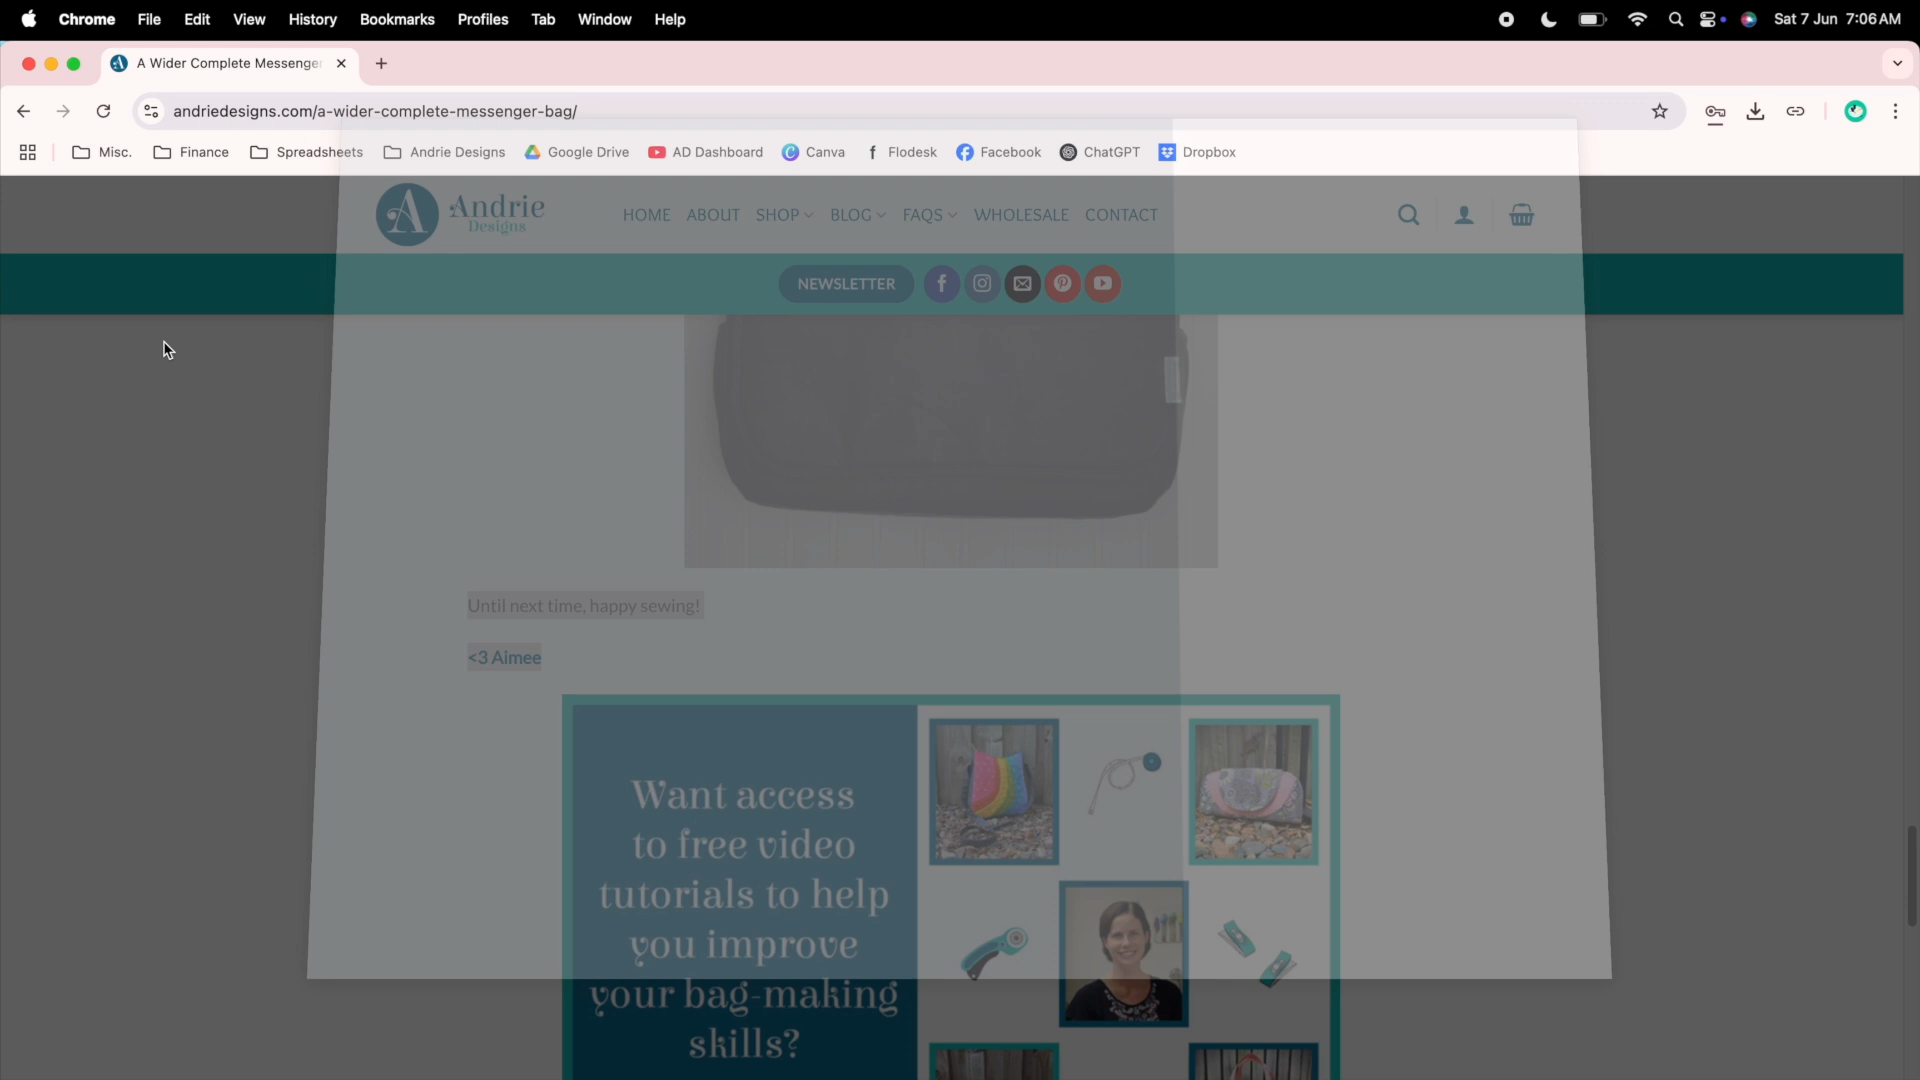 Chrome File Edit View History Bookmarks Profiles Tab Window Help Sat 7 Jun 7:06 AM
A Wider Complete Messenger
andriedesigns.com/a-wider-complete-messenger-bag/
Misc. Finance Spreadsheets Andrie Designs Google Drive AD Dashboard Canva Flodesk Facebook ChatGPT Dropbox
Andrie
Designs
HOME ABOUT SHOP BLOG FAQS WHOLESALE CONTACT
NEWSLETTER
Until next time, happy sewing!
<3 Aimee
Want access
to free video
tutorials to help
you improve
your bag-making
skills?